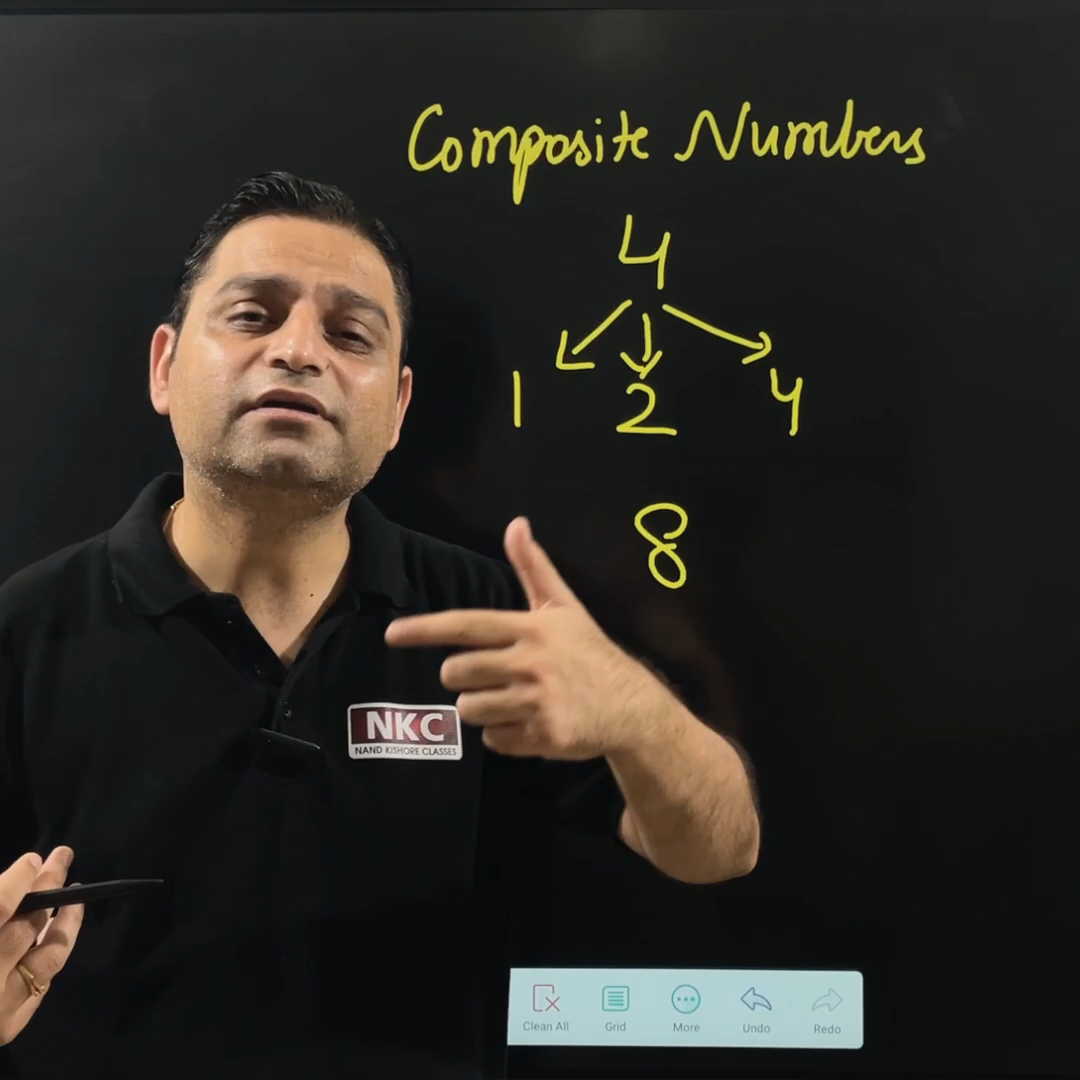 Composite Numbers
4
1 2 4
8
NKC
NAND KISHORE CLASSES
Clean All Grid More Undo Redo